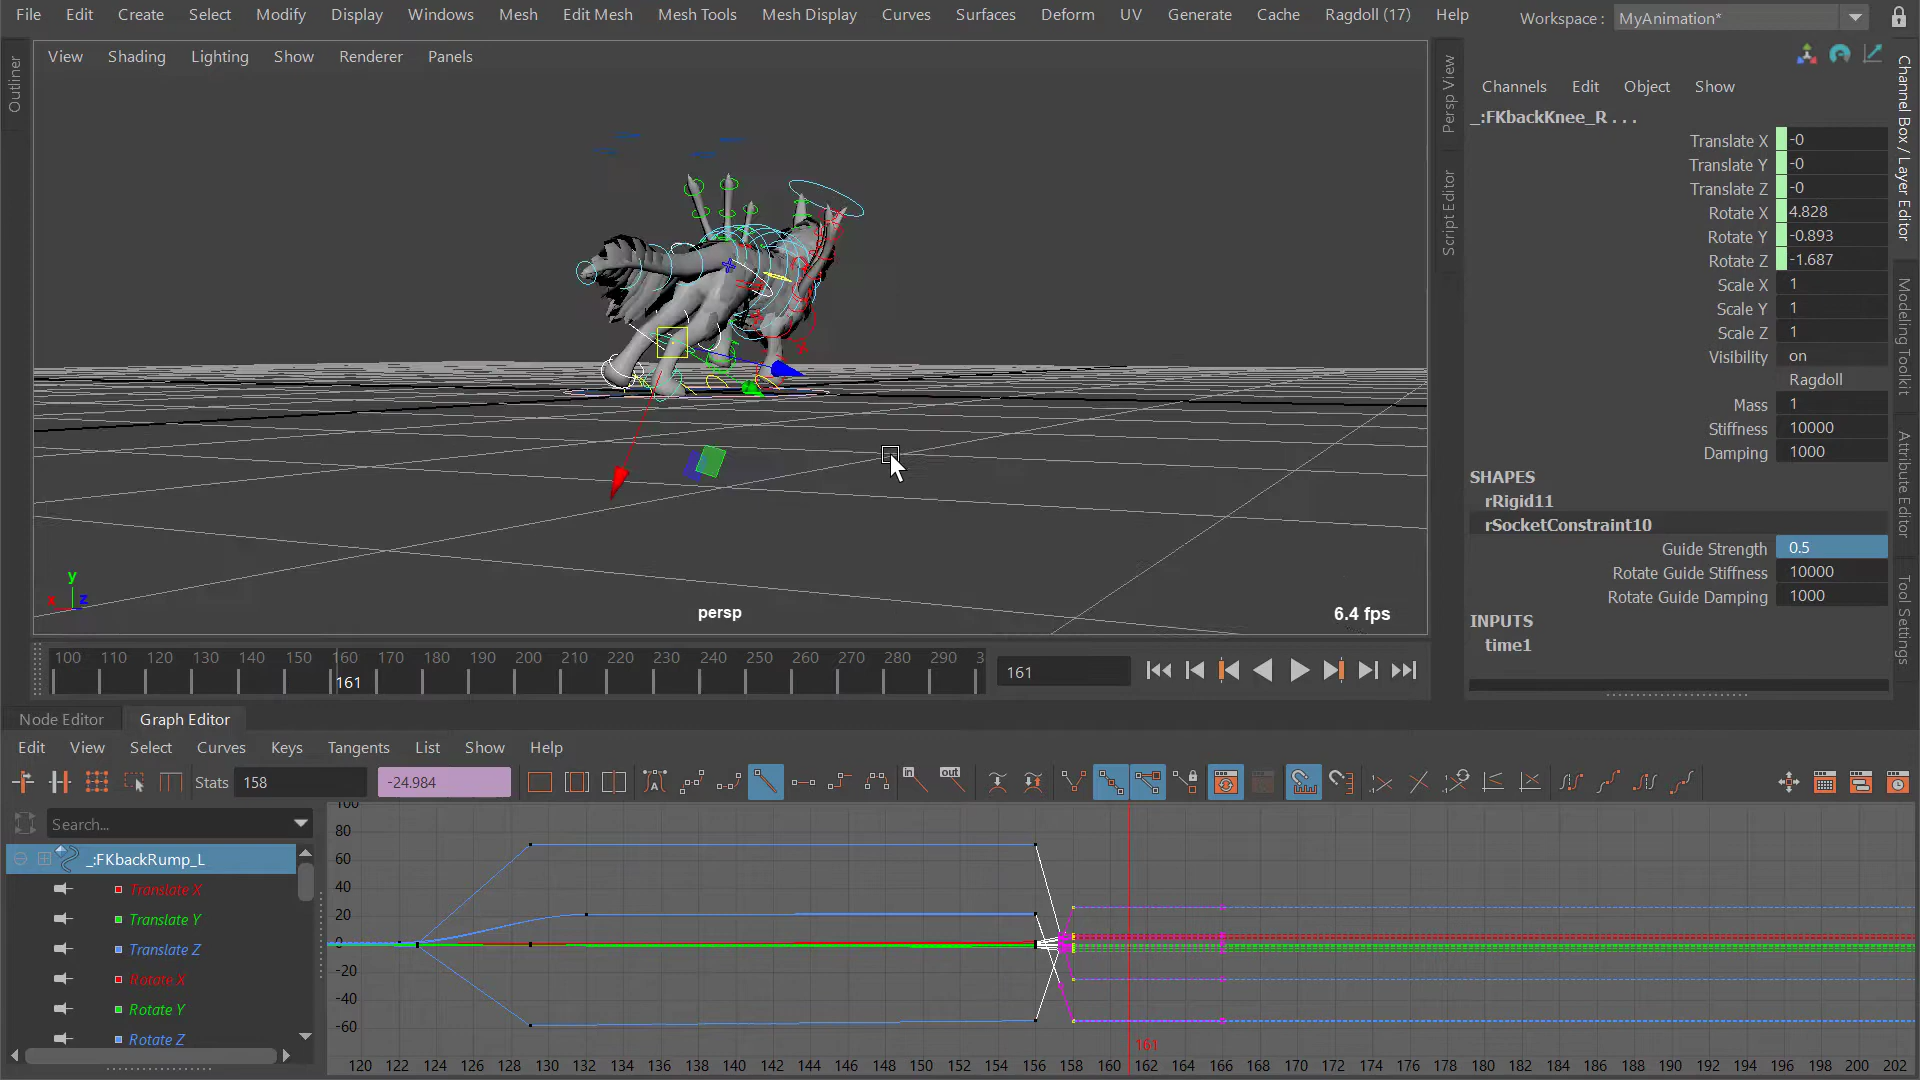 File Edit Create Select Modify Display Windows Mesh Edit Mesh Mesh Tools Mesh Display Curves Surfaces Deform UV Generate Cache Ragdoll (17) Help Workspace : MyAnimation*
View Shading Lighting Show Renderer Panels
Outliner
Persp View
Script Editor
persp
6.4 fps
y
x z
Channels Edit Object Show
_:FKbackKnee_R . . .
Translate X -0
Translate Y -0
Translate Z -0
Rotate X 4.828
Rotate Y -0.893
Rotate Z -1.687
Scale X 1
Scale Y 1
Scale Z 1
Visibility on
Ragdoll
Mass 1
Stiffness 10000
Damping 1000
SHAPES
rRigid11
rSocketConstraint10
Guide Strength 0.5
Rotate Guide Stiffness 10000
Rotate Guide Damping 1000
INPUTS
time1
Channel Box / Layer Editor
Modeling Toolkit
Attribute Editor
Tool Settings
100 110 120 130 140 150 160 170 180 190 200 210 220 230 240 250 260 270 280 290 3
161
161
Node Editor Graph Editor
Edit View Select Curves Keys Tangents List Show Help
Stats 158 -24.984 in out
Search...
_:FKbackRump_L
Translate X
Translate Y
Translate Z
Rotate X
Rotate Y
Rotate Z
100
80
60
40
20
0
-20
-40
-60
161
120 122 124 126 128 130 132 134 136 138 140 142 144 146 148 150 152 154 156 158 160 162 164 166 168 170 172 174 176 178 180 182 184 186 188 190 192 194 196 198 200 202